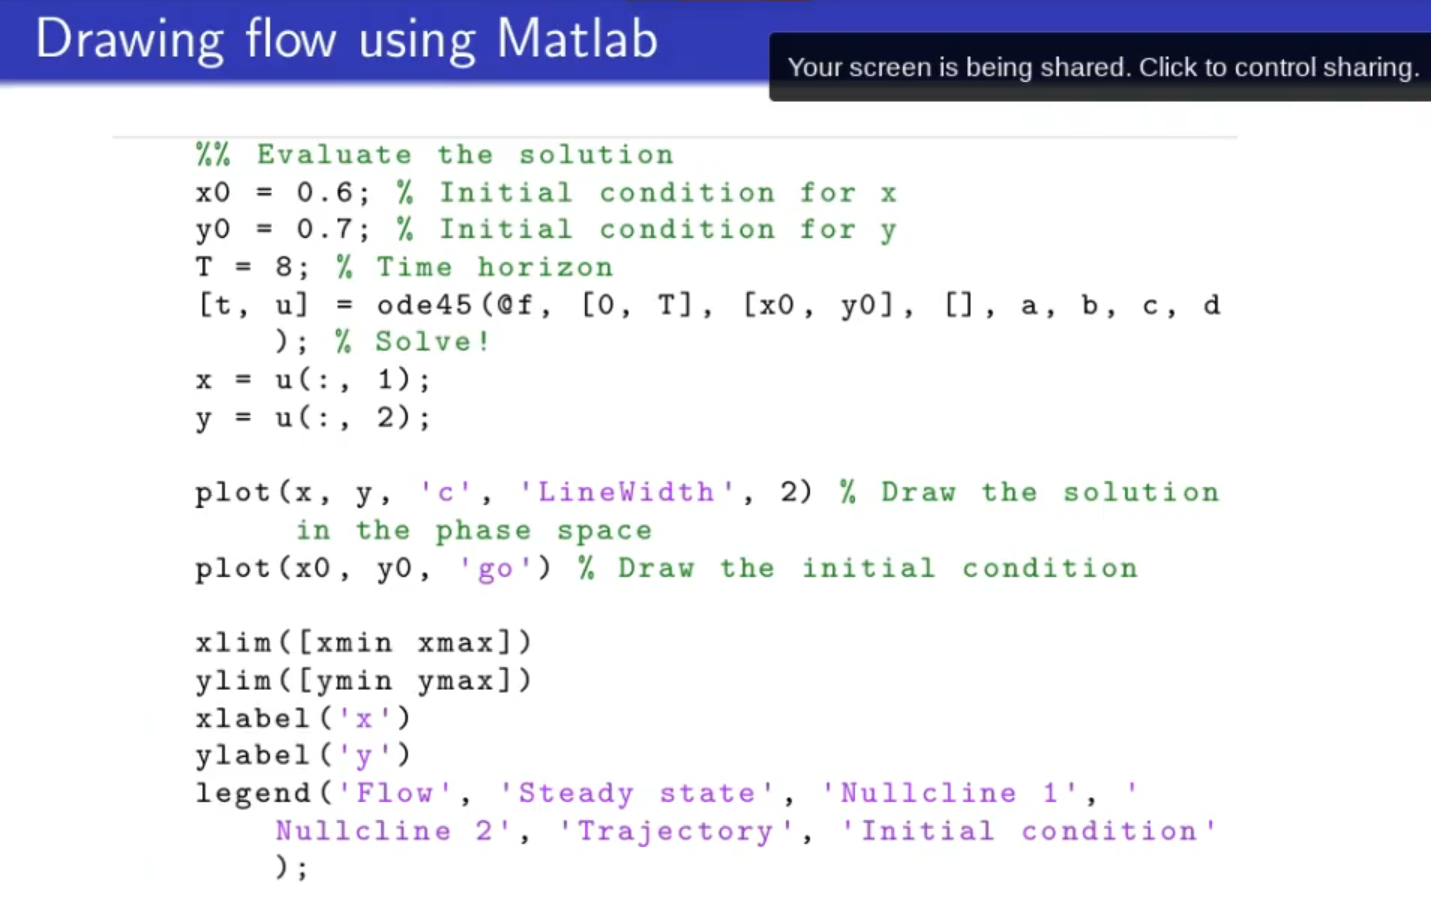 Drawing flow using Matlab
Your screen is being shared. Click to control sharing.
%% Evaluate the solution
x0 = 0.6; % Initial condition for x
y0 = 0.7; % Initial condition for y
T = 8; % Time horizon
[t, u] = ode45(@f, [0, T], [x0, y0], [], a, b, c, d
); % Solve!
x = u(:, 1);
y = u(:, 2);
plot(x, y, 'c', 'LineWidth', 2) % Draw the solution
in the phase space
plot(x0, y0, 'go') % Draw the initial condition
xlim([xmin xmax])
ylim([ymin ymax])
xlabel('x')
ylabel('y')
legend('Flow', 'Steady state', 'Nullcline 1', '
Nullcline 2', 'Trajectory', 'Initial condition'
);